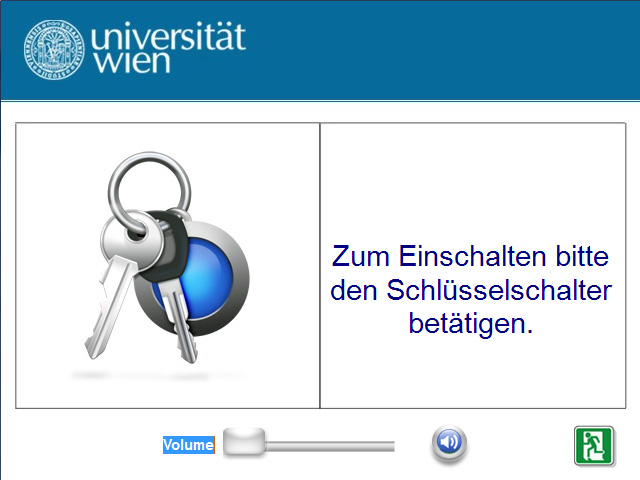 universität
wien
Zum Einschalten bitte
den Schlüsselschalter
betätigen.
Volume